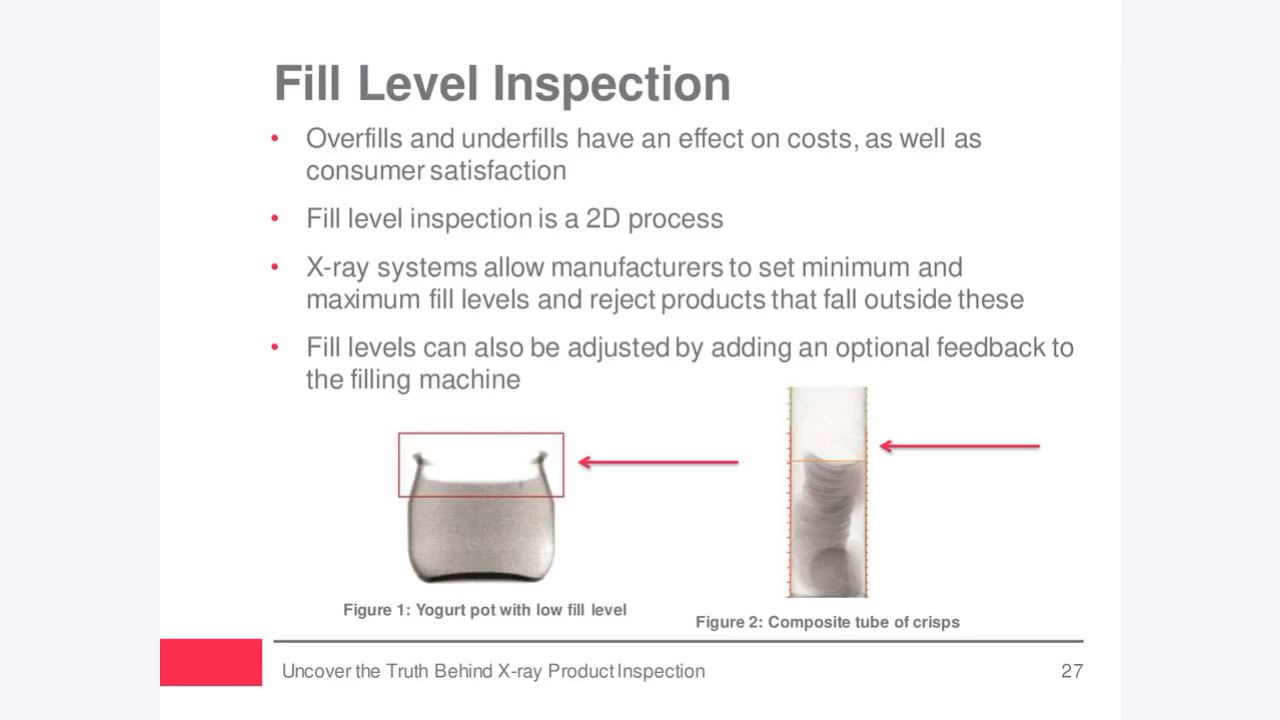 Fill Level Inspection
• Overfills and underfills have an effect on costs, as well as
consumer satisfaction
• Fill level inspection is a 2D process
• X-ray systems allow manufacturers to set minimum and
maximum fill levels and reject products that fall outside these
• Fill levels can also be adjusted by adding an optional feedback to
the filling machine
Figure 1: Yogurt pot with low fill level
Figure 2: Composite tube of crisps
Uncover the Truth Behind X-ray Product Inspection
27